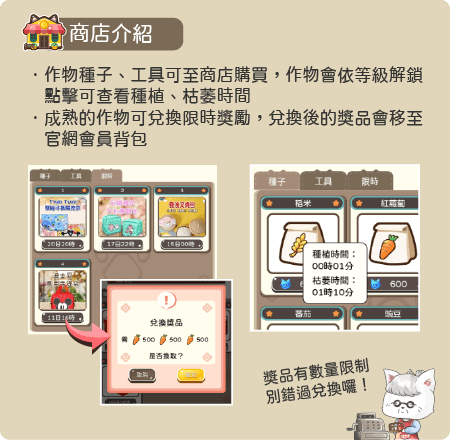 商店介紹
·作物種子、工具可至商店購買，作物會依等級解鎖
點擊可查看種植、枯萎時間
·成熟的作物可兌換限時獎勵，兌換後的獎品會移至
官網會員背包
種子 工具 限時
1
20日20時
17日22時
15日00時
4
11日16時
!
兌換獎品
需 500 500 500
是否換取？
取消
種子 工具 限時
稻米 紅蘿蔔
種植時間：
00時01分
枯萎時間：
01時10分
600
蕃茄 豌豆
獎品有數量限制
別錯過兌換囉！